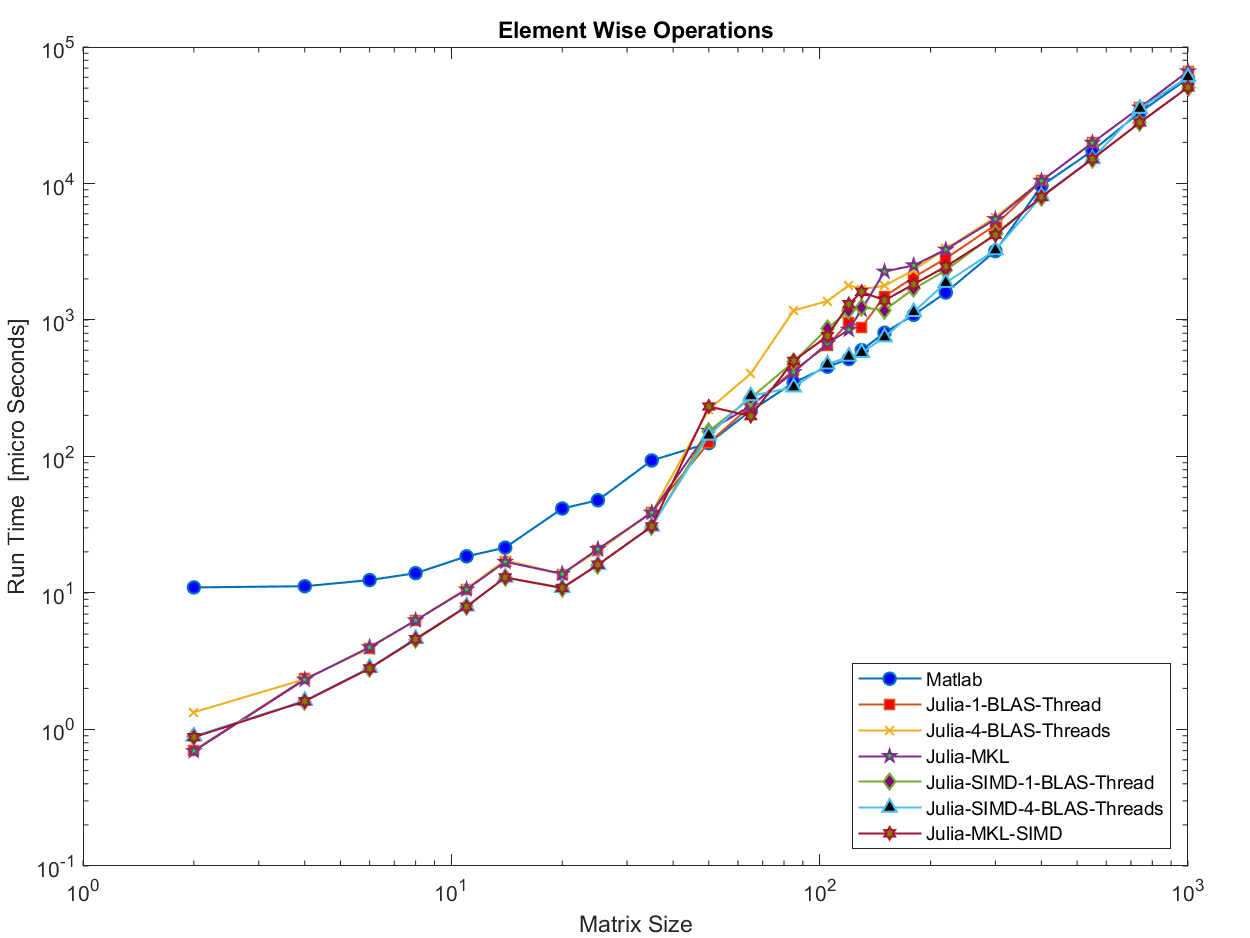 Element Wise Operations
Run Time [micro Seconds]
10^5
10^4
10^3
10^2
10^1
10^0
10^-1
10^0
10^1
10^2
10^3
Matrix Size
Matlab
Julia-1-BLAS-Thread
Julia-4-BLAS-Threads
Julia-MKL
Julia-SIMD-1-BLAS-Thread
Julia-SIMD-4-BLAS-Threads
Julia-MKL-SIMD